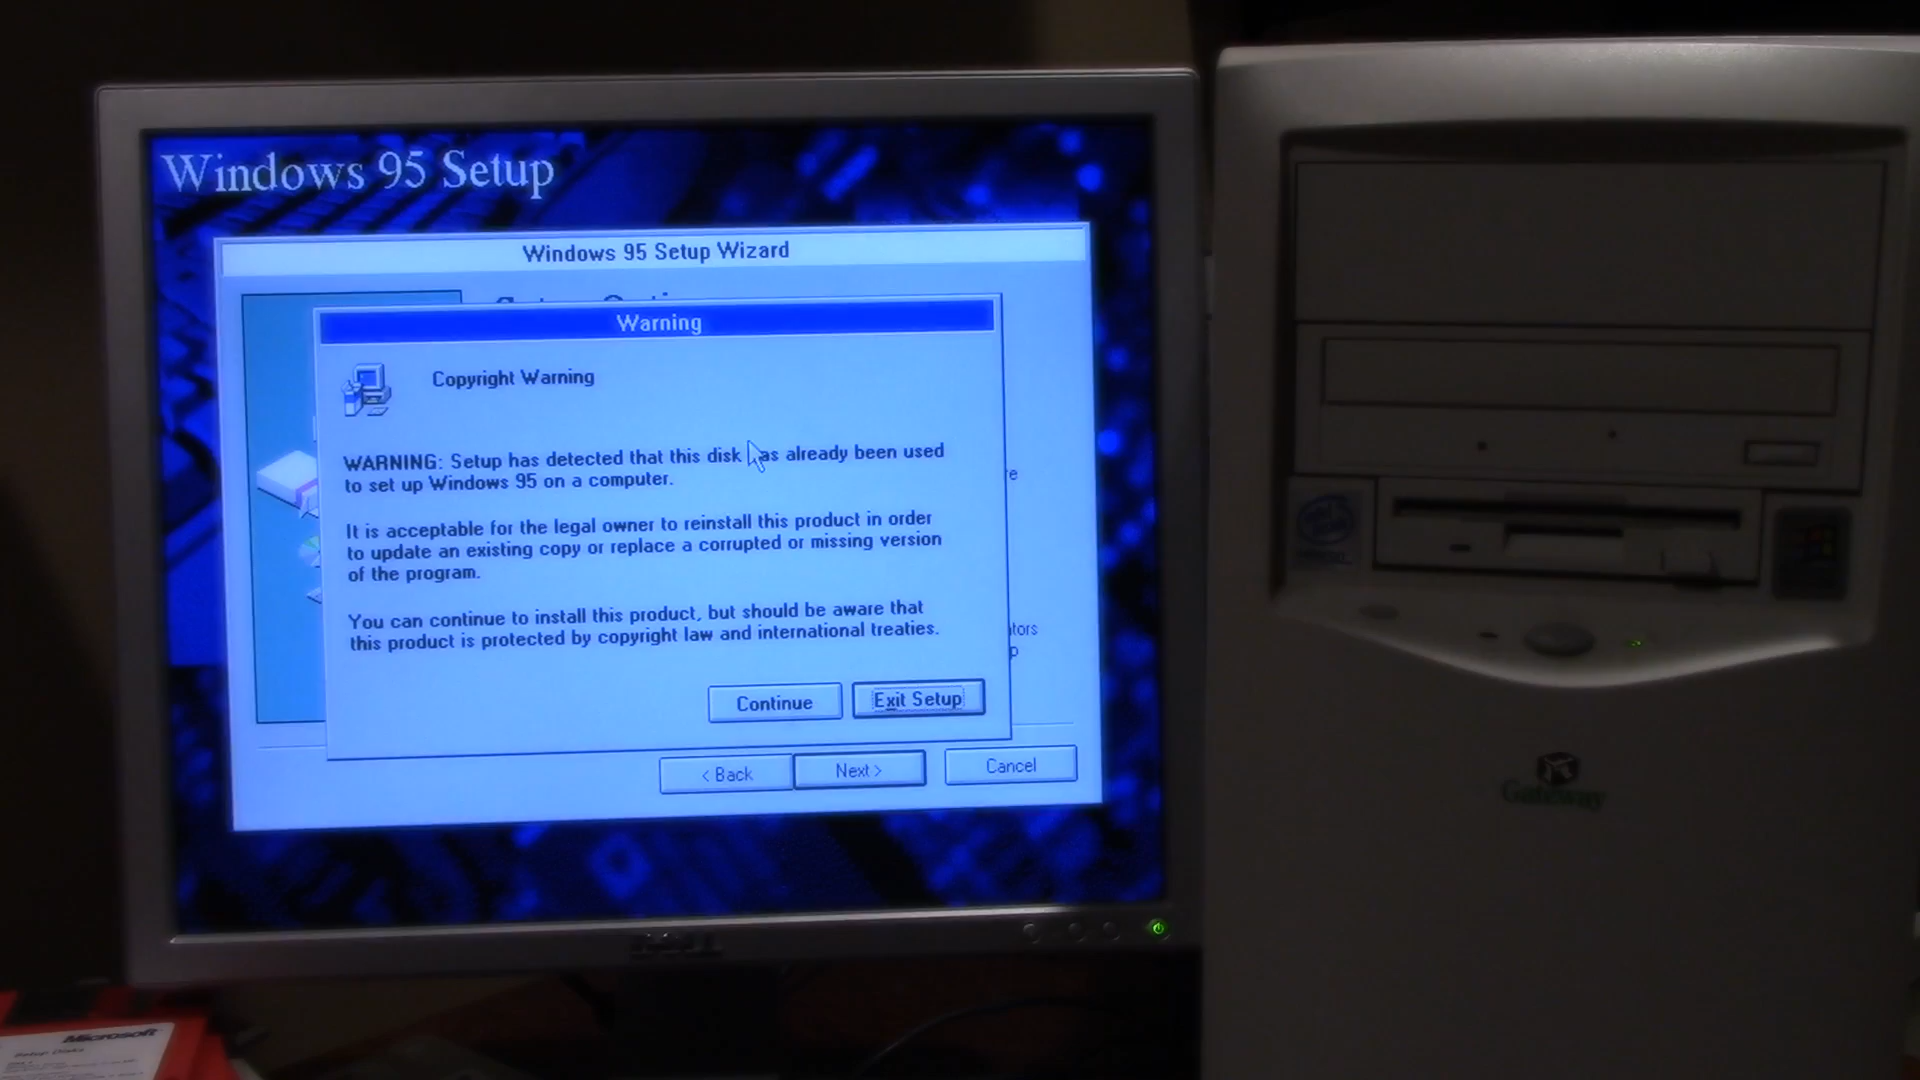 Windows 95 Setup
Windows 95 Setup Wizard
Warning
Copyright Warning
WARNING: Setup has detected that this disk has already been used
to set up Windows 95 on a computer.
It is acceptable for the legal owner to reinstall this product in order
to update an existing copy or replace a corrupted or missing version
of the program.
You can continue to install this product, but should be aware that
this product is protected by copyright law and international treaties.
Continue
Exit Setup
< Back
Next >
Cancel
DELL
Gateway
Microsoft
Setup Disks